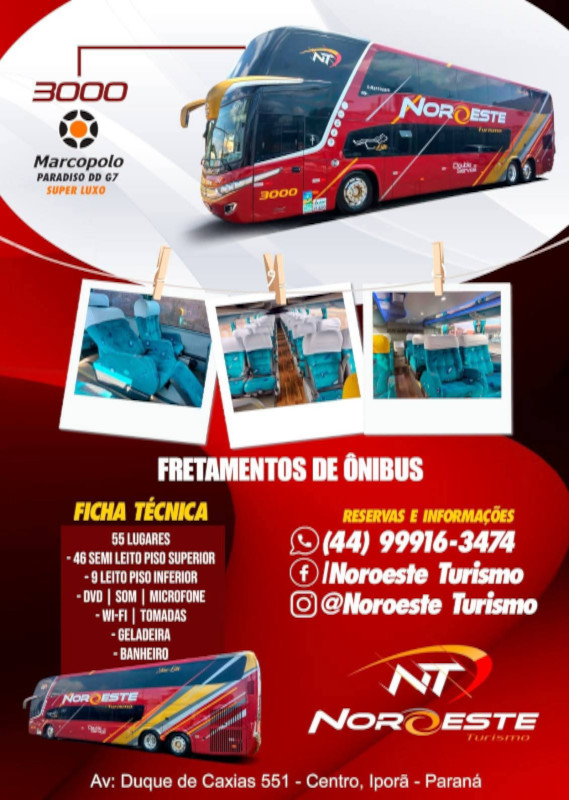 3000
Marcopolo
PARADISO DD G7
SUPER LUXO
NT
NOROESTE
Turismo
3000
FRETAMENTOS DE ÔNIBUS
FICHA TÉCNICA
55 LUGARES
- 46 SEMI LEITO PISO SUPERIOR
- 9 LEITO PISO INFERIOR
- DVD | SOM | MICROFONE
- WI-FI | TOMADAS
- GELADEIRA
- BANHEIRO
RESERVAS E INFORMAÇÕES
(44) 99916-3474
/Noroeste Turismo
@Noroeste Turismo
NOROESTE
Turismo
NT
NOROESTE
Turismo
Av: Duque de Caxias 551 - Centro, Iporã - Paraná